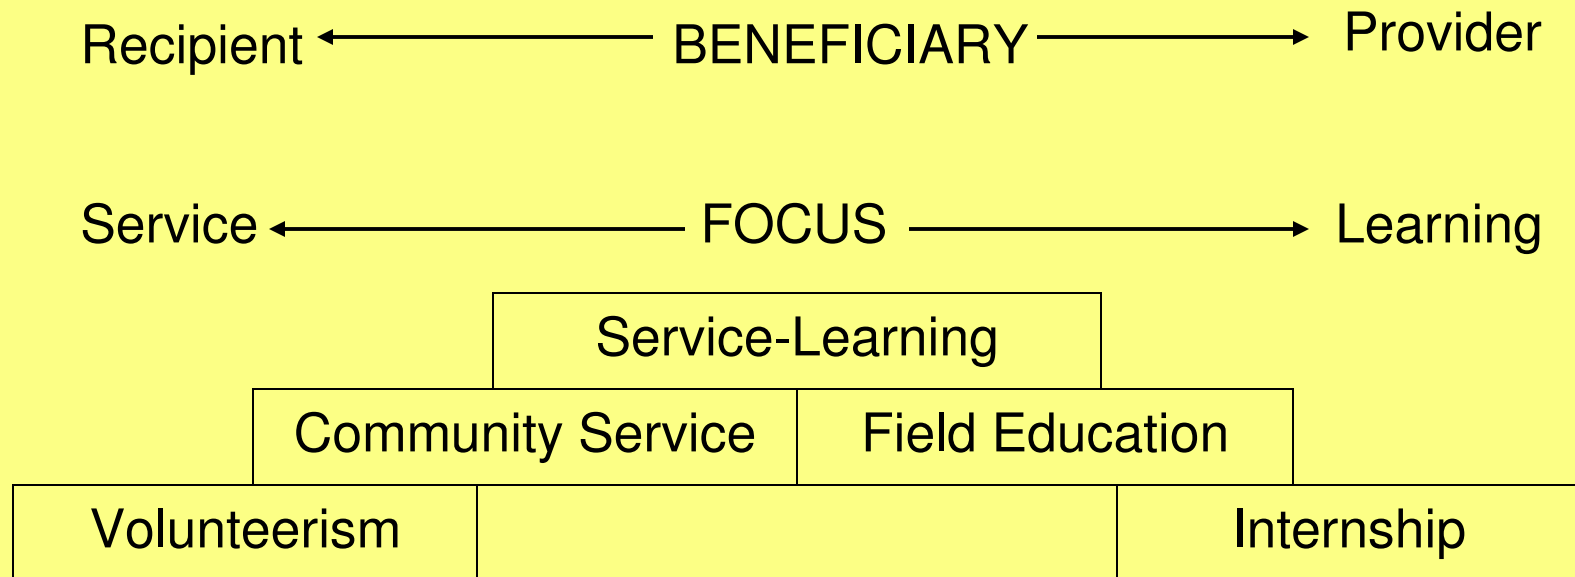 Recipient BENEFICIARY Provider
Service FOCUS Learning
Service-Learning
Community Service Field Education
Volunteerism Internship